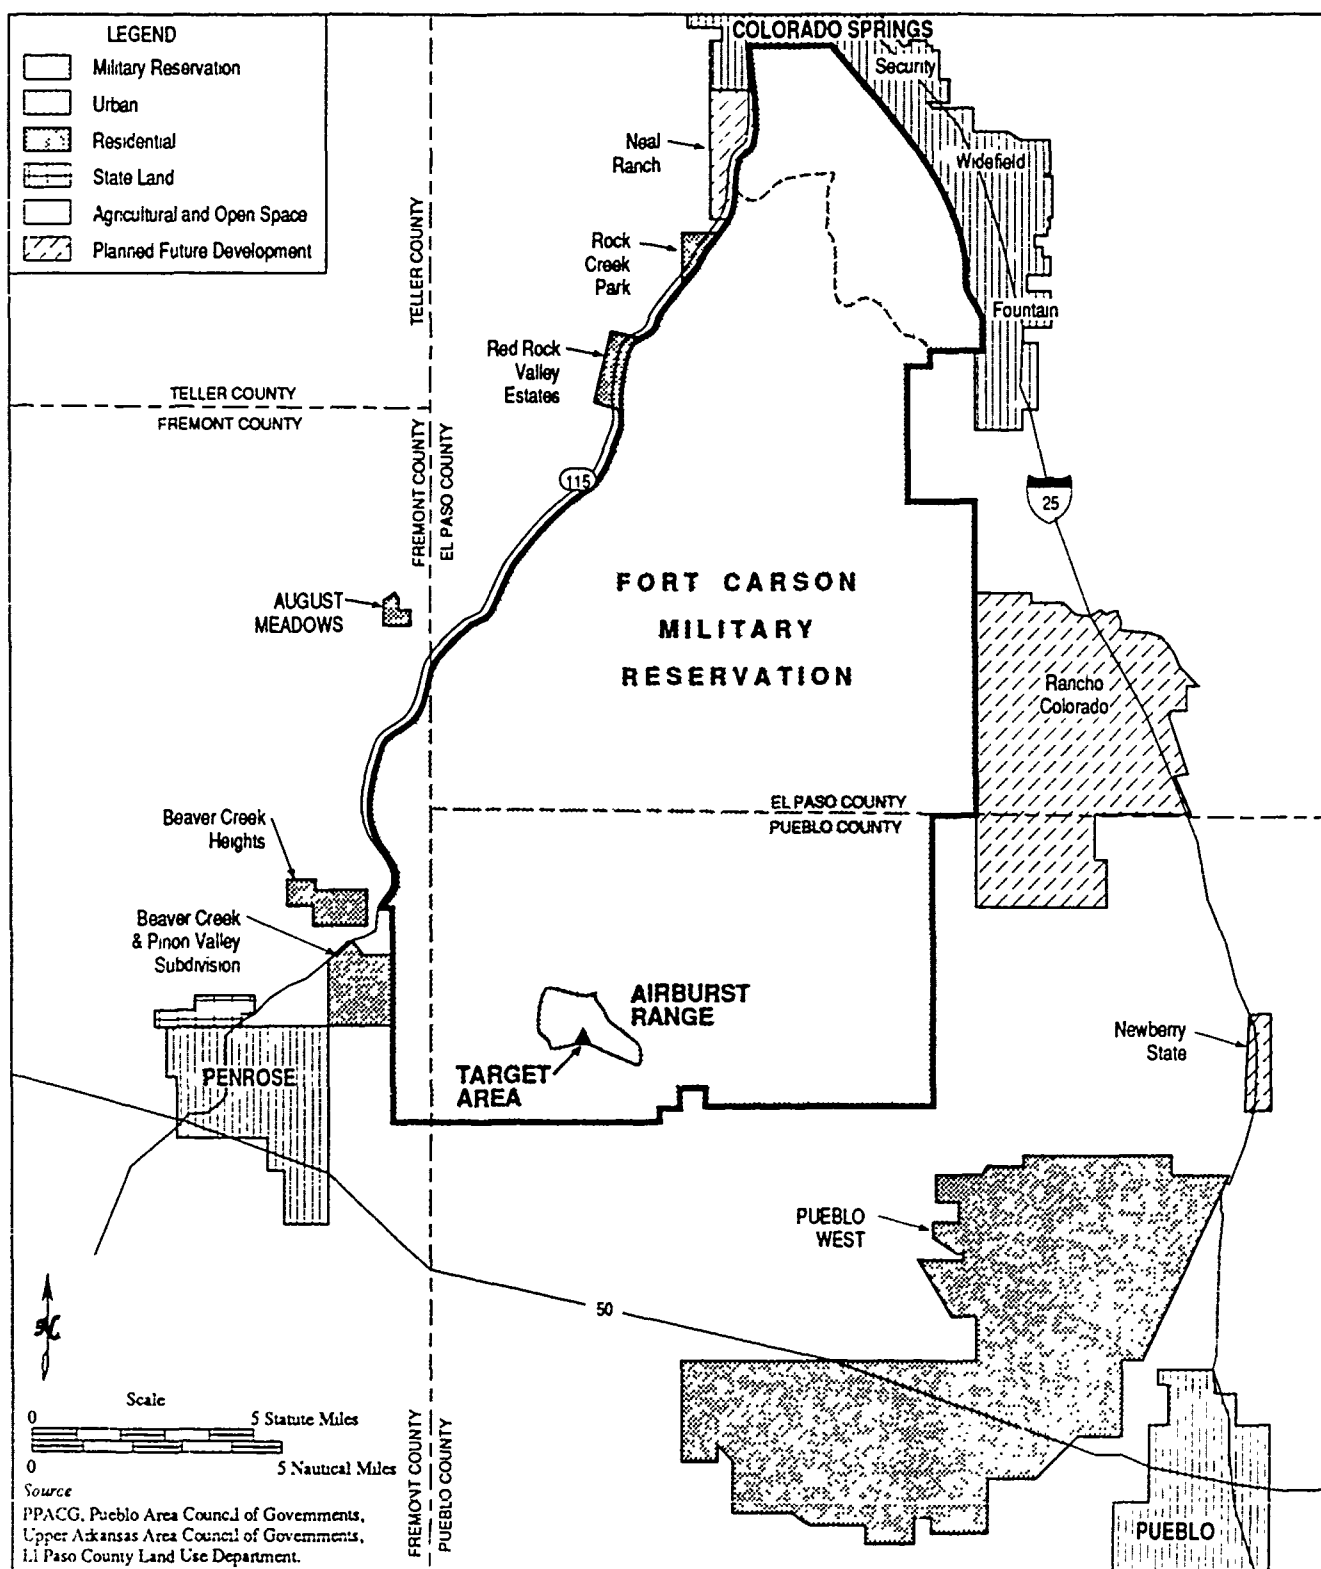 LEGEND
Military Reservation
Urban
Residential
State Land
Agricultural and Open Space
Planned Future Development
COLORADO SPRINGS
Security
Widefield
Fountain
Neal
Ranch
Rock
Creek
Park
Red Rock
Valley
Estates
TELLER COUNTY
TELLER COUNTY
FREMONT COUNTY
FREMONT COUNTY
EL PASO COUNTY
115
25
AUGUST
MEADOWS
FORT CARSON
MILITARY
RESERVATION
Rancho
Colorado
EL PASO COUNTY
PUEBLO COUNTY
Beaver Creek
Heights
Beaver Creek
& Pinon Valley
Subdivision
AIRBURST
RANGE
TARGET
AREA
PENROSE
Newberry
State
PUEBLO
WEST
50
PUEBLO
FREMONT COUNTY
PUEBLO COUNTY
N
Scale
0 5 Statute Miles
0 5 Nautical Miles
Source
PPACG, Pueblo Area Council of Governments,
Upper Arkansas Area Council of Governments,
El Paso County Land Use Department.